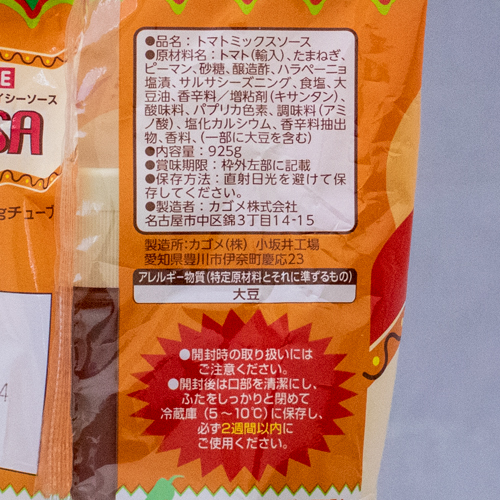 E
イシーソース
SA
gチューブ
4
●品名：トマトミックスソース
●原材料名：トマト(輸入)、たまねぎ、
ピーマン、砂糖、醸造酢、ハラペーニョ
塩漬、サルサシーズニング、食塩、大
豆油、香辛料／増粘剤(キサンタン)、
酸味料、パプリカ色素、調味料(アミ
ノ酸)、塩化カルシウム、香辛料抽出
物、香料、(一部に大豆を含む)
●内容量：925g
●賞味期限：枠外左部に記載
●保存方法：直射日光を避けて保
存してください。
●製造者：カゴメ株式会社
名古屋市中区錦3丁目14-15
製造所:カゴメ(株) 小坂井工場
愛知県豊川市伊奈町慶応23
アレルギー物質(特定原材料とそれに準ずるもの)
大豆
●開封時の取り扱いには
ご注意ください。
●開封後は口部を清潔にし、
ふたをしっかりと閉めて
冷蔵庫（5〜10℃）に保存し、
必ず2週間以内に
ご使用ください。